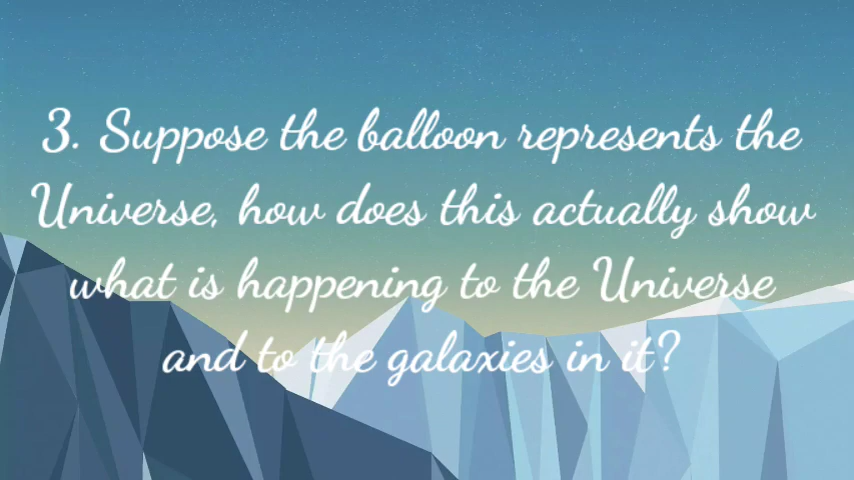 3. Suppose the balloon represents the
Universe, how does this actually show
what is happening to the Universe
and to the galaxies in it?